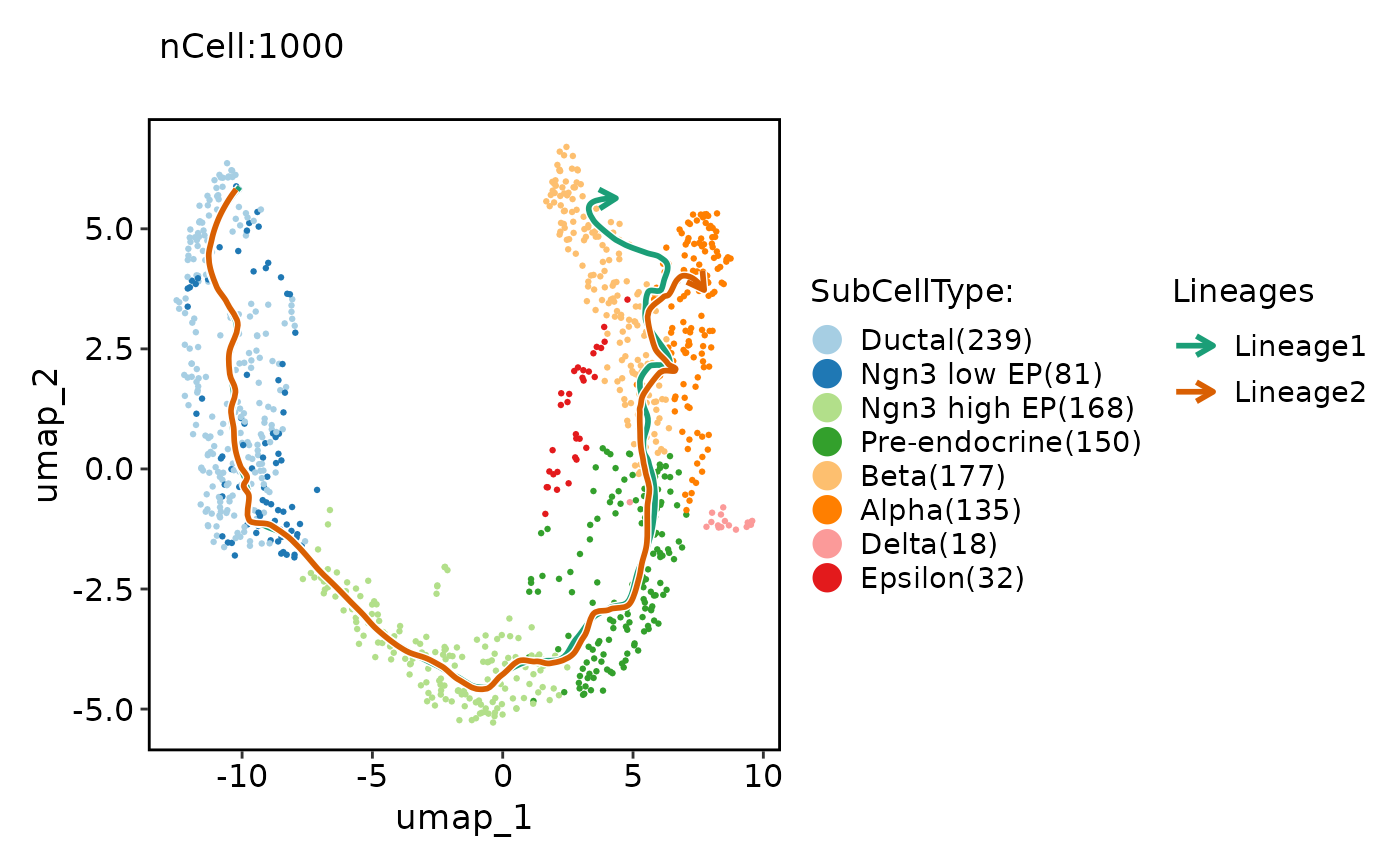 nCell:1000
umap_2
5.0
2.5
0.0
-2.5
-5.0
-10
-5
0
5
10
umap_1
SubCellType:
Ductal(239)
Ngn3 low EP(81)
Ngn3 high EP(168)
Pre-endocrine(150)
Beta(177)
Alpha(135)
Delta(18)
Epsilon(32)
Lineages
Lineage1
Lineage2